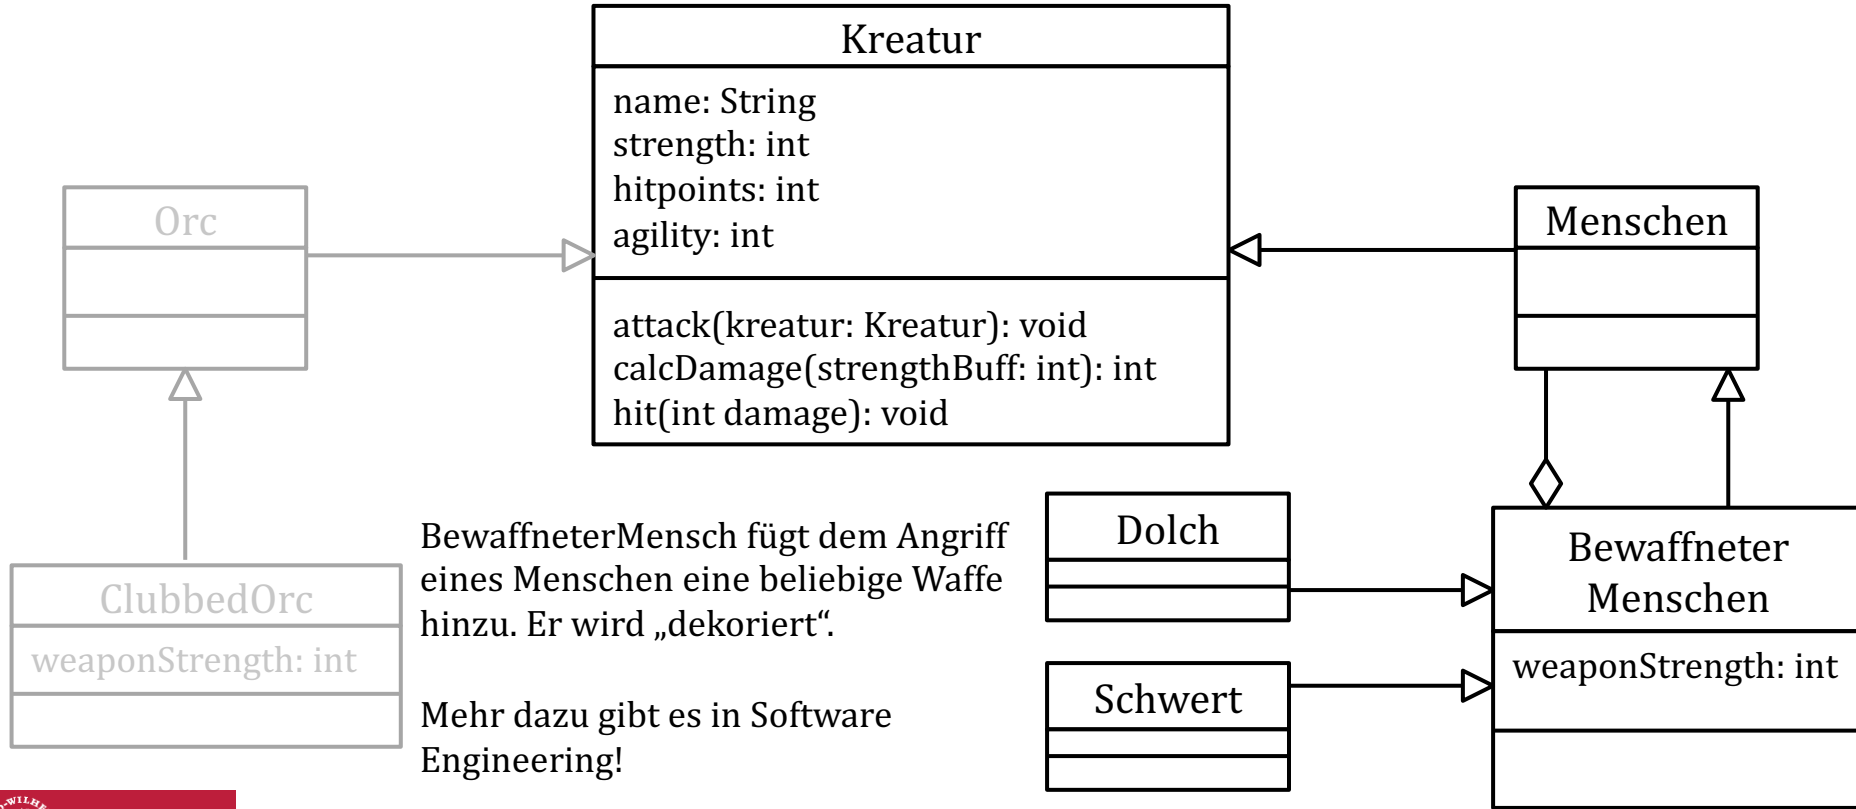 Kreatur
name: String
strength: int
hitpoints: int
agility: int
attack(kreatur: Kreatur): void
calcDamage(strengthBuff: int): int
hit(int damage): void
Orc
Menschen
ClubbedOrc
weaponStrength: int
BewaffneterMensch fügt dem Angriff
eines Menschen eine beliebige Waffe
hinzu. Er wird „dekoriert“.
Mehr dazu gibt es in Software
Engineering!
Dolch
Schwert
Bewaffneter
Menschen
weaponStrength: int